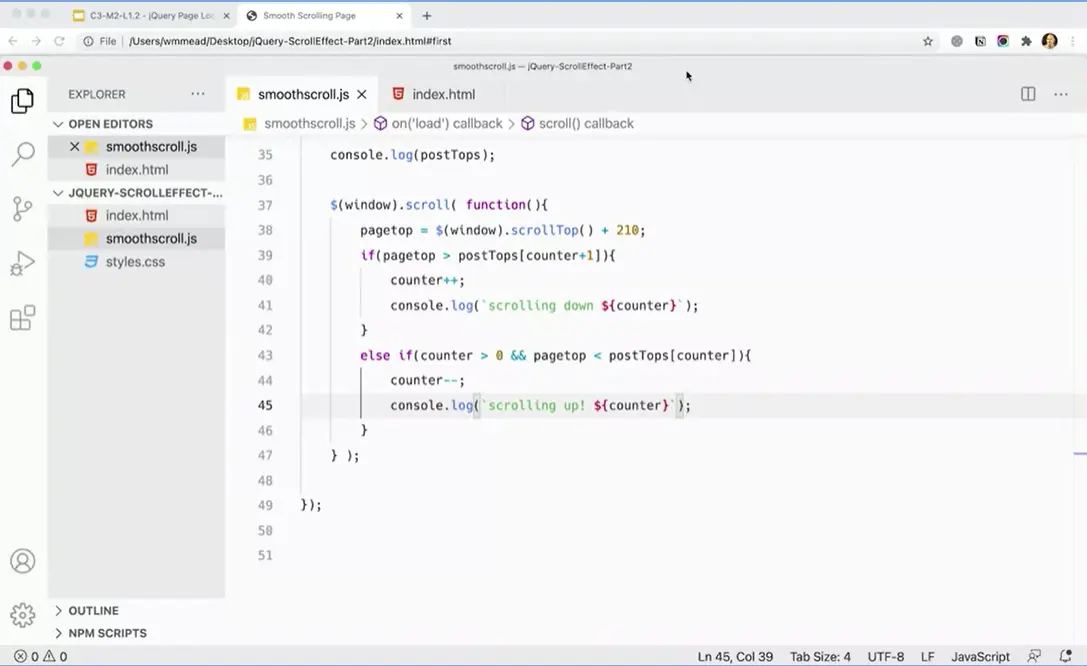 C3-M2-L1.2 - jQuery Page Loc
Smooth Scrolling Page
File | /Users/wmmead/Desktop/jQuery-ScrollEffect-Part2/index.html#first
smoothscroll.js — jQuery-ScrollEffect-Part2
EXPLORER
smoothscroll.js
index.html
OPEN EDITORS
smoothscroll.js > on('load') callback > scroll() callback
smoothscroll.js
index.html
JQUERY-SCROLLEFFECT-...
index.html
smoothscroll.js
styles.css
35 console.log(postTops);
36
37 $(window).scroll( function(){
38 pagetop = $(window).scrollTop() + 210;
39 if(pagetop > postTops[counter+1]){
40 counter++;
41 console.log(`scrolling down ${counter}`);
42 }
43 else if(counter > 0 && pagetop < postTops[counter]){
44 counter--;
45 console.log(`scrolling up! ${counter}`);
46 }
47 } );
48
49 });
50
51
OUTLINE
NPM SCRIPTS
0 0 Ln 45, Col 39 Tab Size: 4 UTF-8 LF JavaScript